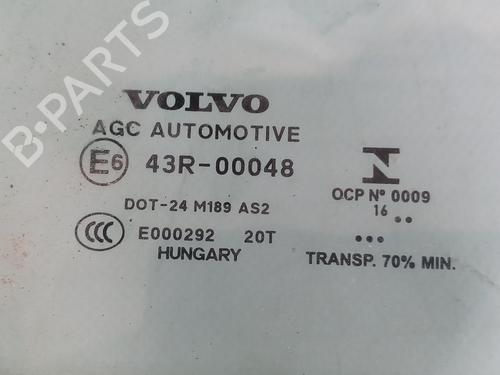 B-PARTS
VOLVO
AGC AUTOMOTIVE
E6 43R-00048
DOT-24 M189 AS2
CCC E000292 20T
HUNGARY
N
OCP Nº 0009
16 ..
...
TRANSP. 70% MIN.